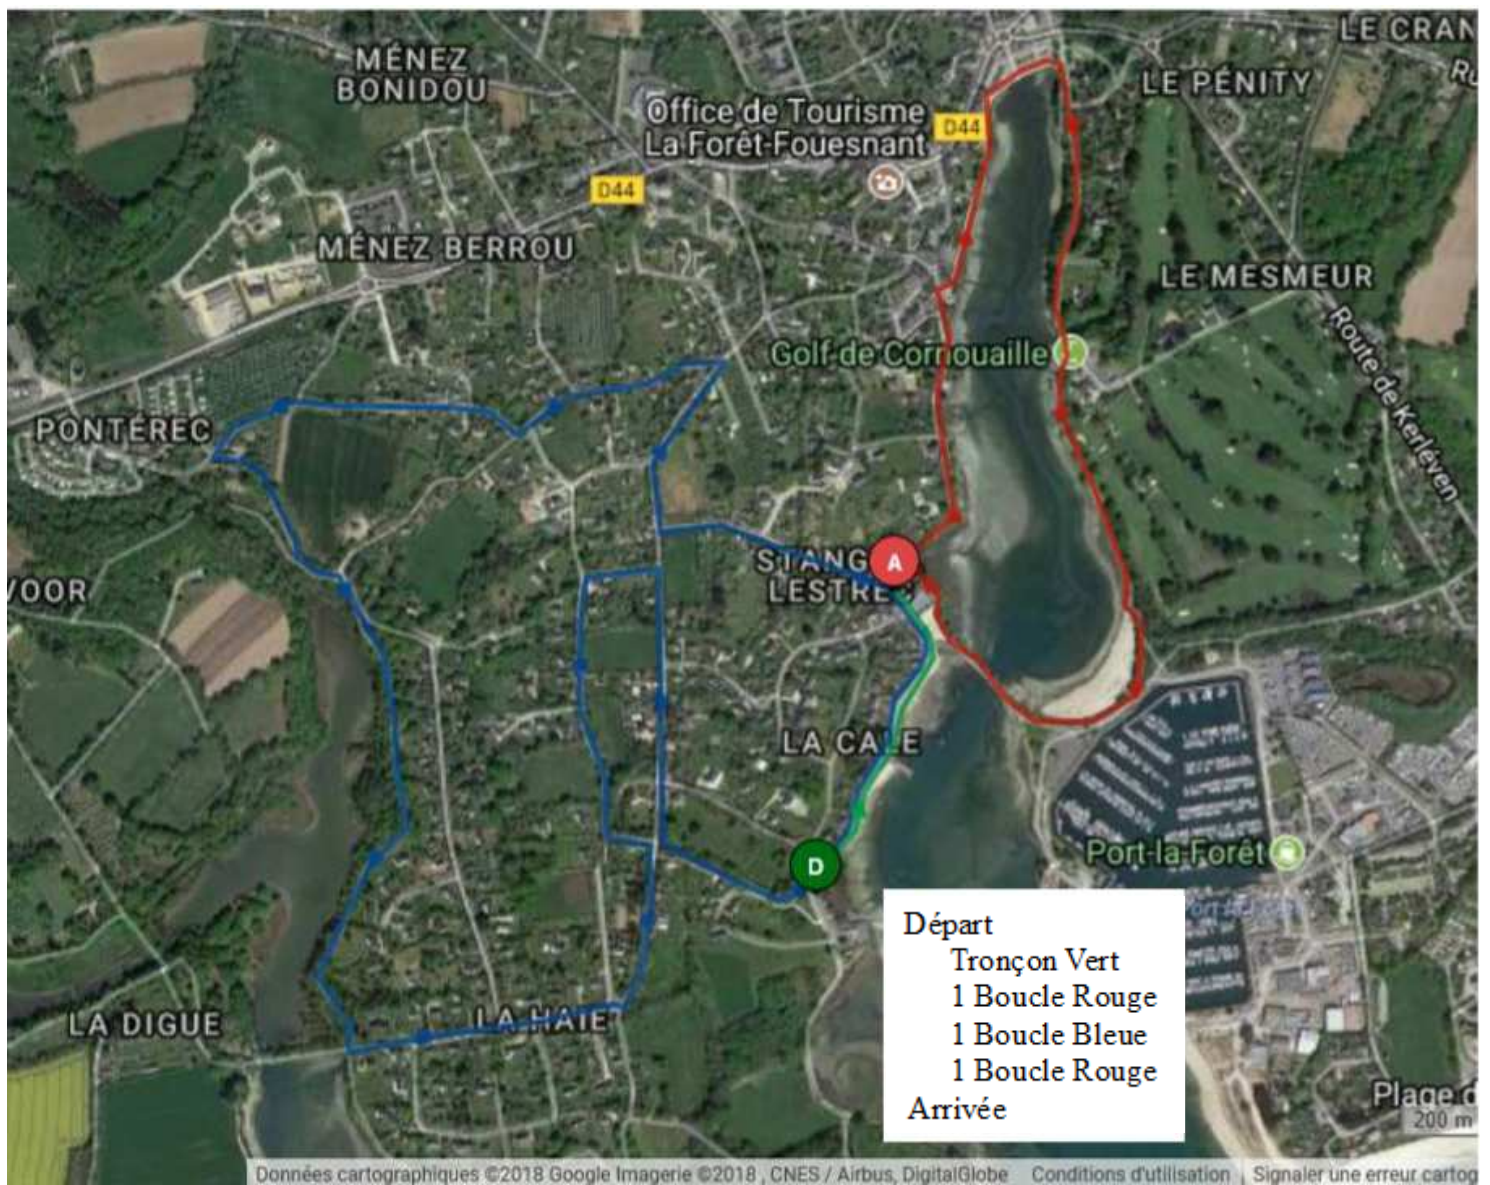 LE CRAN
MÉNEZ
BONIDOU
LE PÉNITY
Office de Tourisme
La Forêt-Fouesnant
D44
D44
MÉNEZ BERROU
LE MESMEUR
Route de Kerléven
Golf de Cornouaille
PONTÉREC
STANG
LESTRE
A
VOOR
LA CALE
D
Port-la-Forêt
Départ
Tronçon Vert
1 Boucle Rouge
1 Boucle Bleue
1 Boucle Rouge
Arrivée
LA DIGUE
LA HAIE
Plage d
200 m
Données cartographiques ©2018 Google Imagerie ©2018 , CNES / Airbus, DigitalGlobe Conditions d'utilisation Signaler une erreur cartog